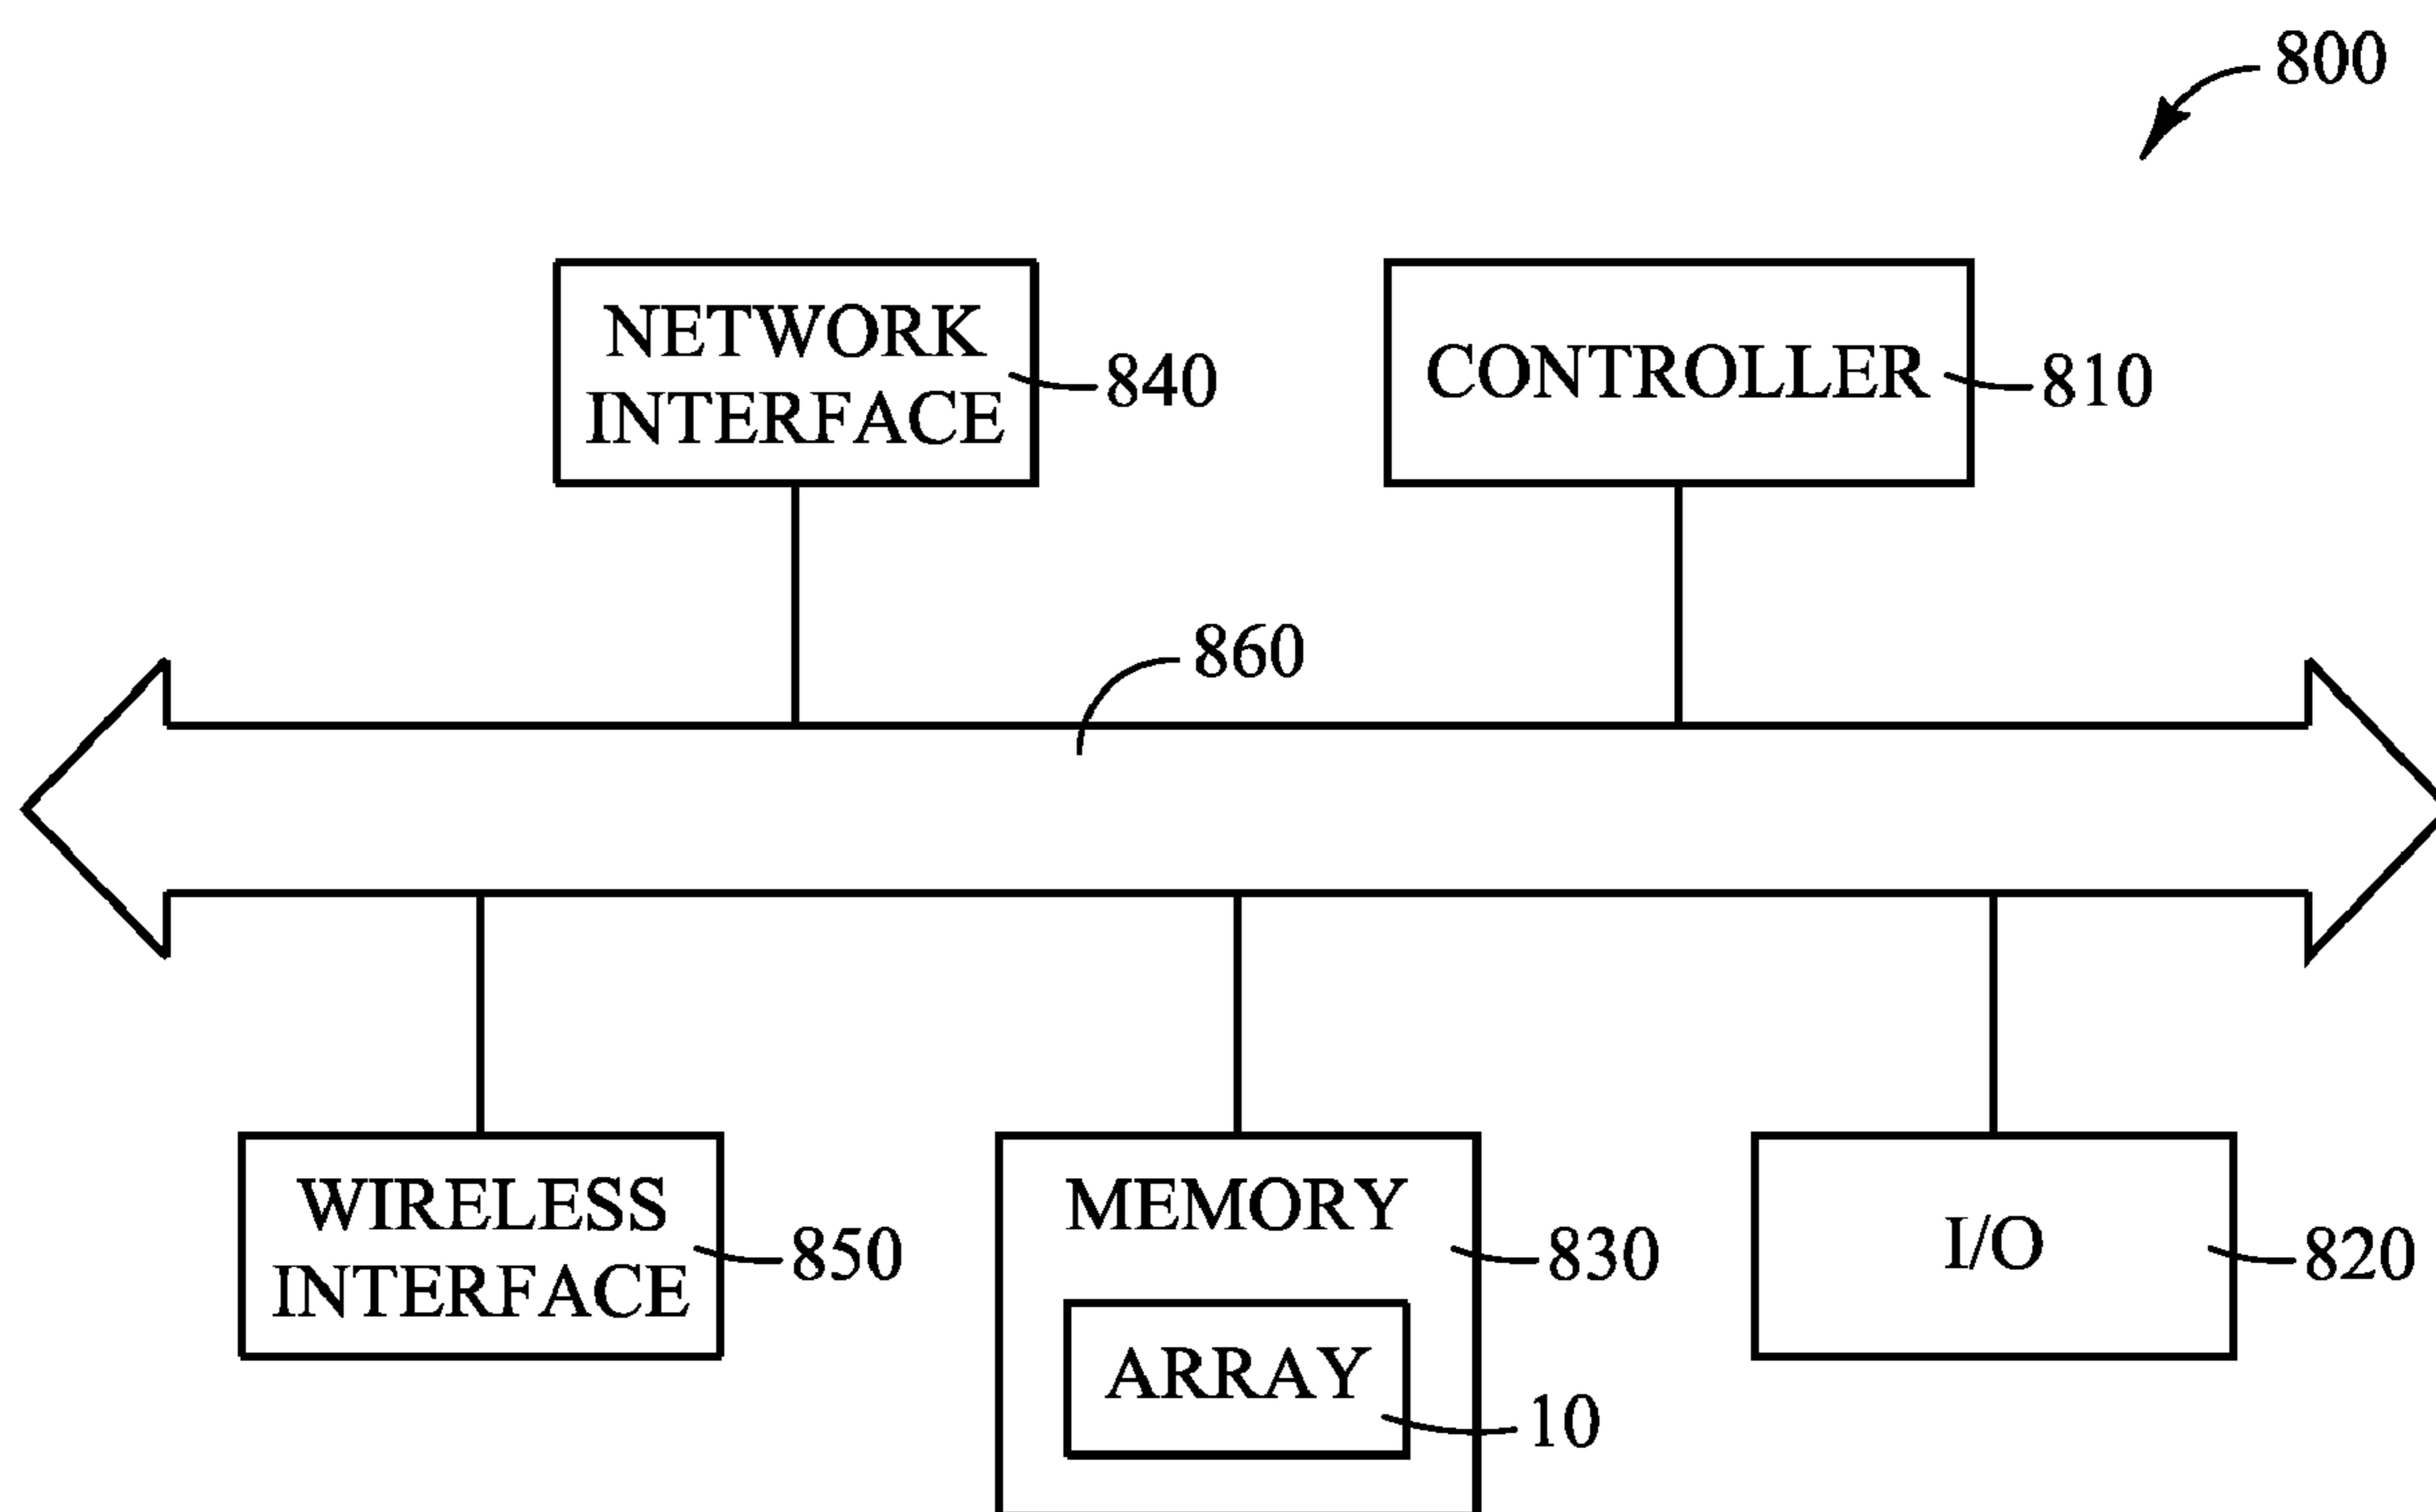 800
NETWORK
INTERFACE
840
CONTROLLER
810
860
WIRELESS
INTERFACE
850
MEMORY
830
ARRAY
10
I/O
820